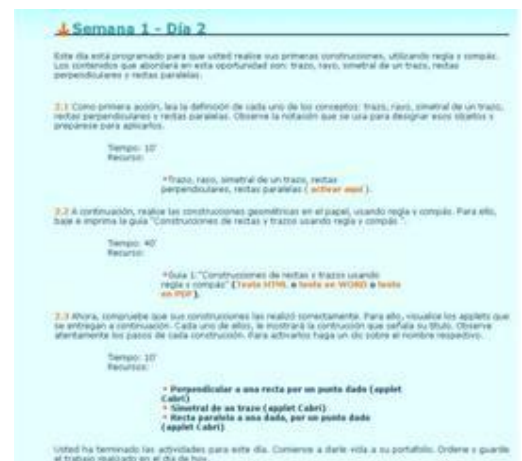 Semana 1 - Día 2
Este día está programado para que usted realice sus primeras construcciones, utilizando regla y compás.
Los contenidos que abordará en esta oportunidad son: trazo, rayo, simetral de un trazo, rectas
perpendiculares y rectas paralelas.
2.1 Como primera acción, lea la definición de cada uno de los conceptos: trazo, rayo, simetral de un trazo,
rectas perpendiculares y rectas paralelas. Observe la notación que se usa para designar esos objetos y
prepárese para aplicarlos.
Tiempo: 10'
Recurso:
*Trazo, rayo, simetral de un trazo, rectas
perpendiculares, rectas paralelas ( activar aquí ).
2.2 A continuación, realice las construcciones geométricas en el papel, usando regla y compás. Para ello,
baje e imprima la guía "Construcciones de rectas y trazos usando regla y compás ".
Tiempo: 40'
Recurso:
*Guía 1:"Construcciones de rectas y trazos usando
regla y compás" (Texto HTML o texto en WORD o texto
en PDF ).
2.3 Ahora, compruebe que sus construcciones las realizó correctamente. Para ello, visualice los applets que
se entregan a continuación. Cada uno de ellos, le mostrará la contrucción que señala su título. Observe
atentamente los pasos de cada construcción. Para activarlos haga un clic sobre el nombre respectivo.
Tiempo: 10'
Recursos:
* Perpendicular a una recta por un punto dado (applet
Cabri)
* Simetral de un trazo (applet Cabri)
* Recta paralela a una dada, por un punto dado
(applet Cabri)
Usted ha terminado las actividades para este día. Comience a darle vida a su portafolio. Ordene y guarde
el trabajo realizado en el día de hoy.